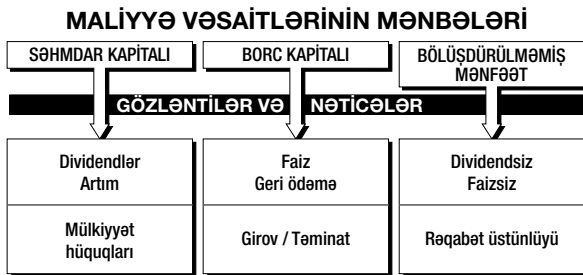 MALİYYƏ VƏSAİTLƏRİNİN MƏNBƏLƏRİ
SƏHMDAR KAPİTALI
BORC KAPİTALI
BÖLÜŞDÜRÜLMƏMİŞ
MƏNFƏƏT
GÖZLƏNTİLƏR VƏ NƏTİCƏLƏR
Dividendlər
Artım
Mülkiyyət
hüquqları
Faiz
Geri ödəmə
Girov / Təminat
Dividendsiz
Faizsiz
Rəqabət üstünlüyü